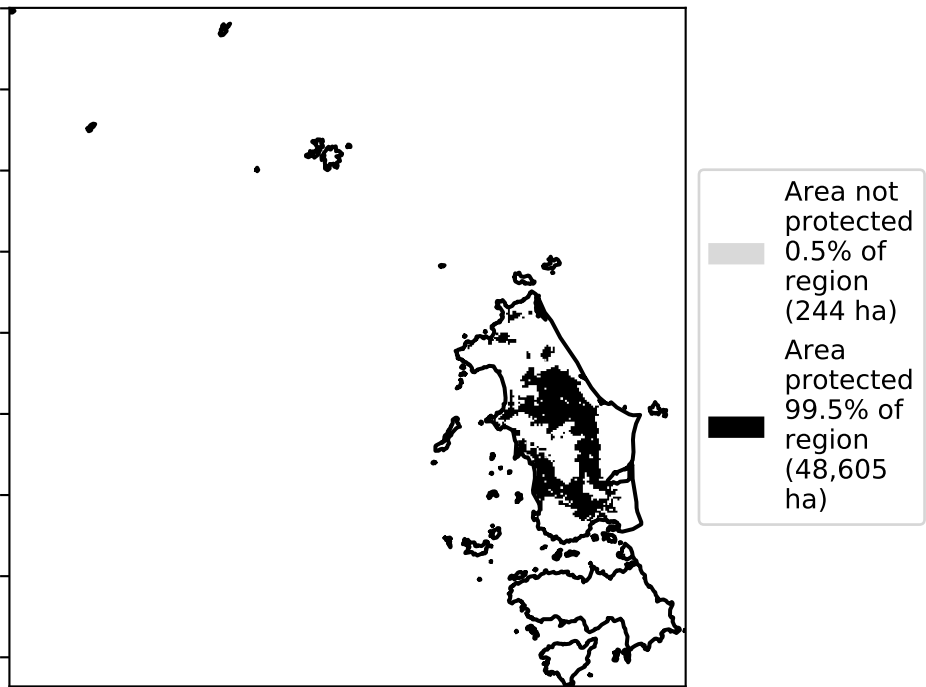 Area not
protected
0.5% of
region
(244 ha)
Area
protected
99.5% of
region
(48,605
ha)